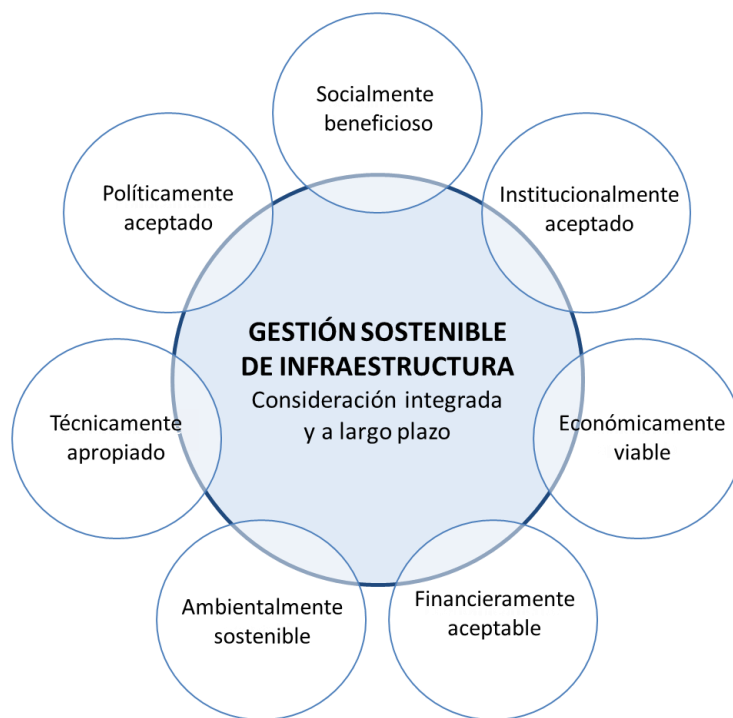 Socialmente
beneficioso
Institucionalmente
aceptado
Económicamente
viable
Financieramente
aceptable
Ambientalmente
sostenible
Técnicamente
apropiado
Políticamente
aceptado
GESTIÓN SOSTENIBLE
DE INFRAESTRUCTURA
Consideración integrada
y a largo plazo